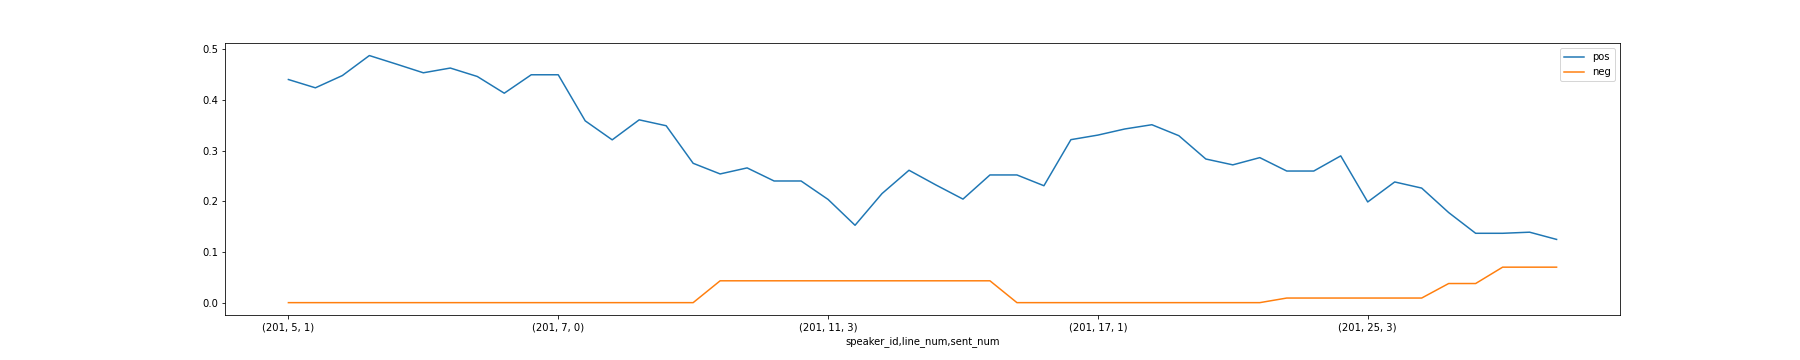 0.5
0.4
0.3
0.2
0.1
0.0
pos
neg
(201, 5, 1)
(201, 7, 0)
(201, 11, 3)
(201, 17, 1)
(201, 25, 3)
speaker_id,line_num,sent_num